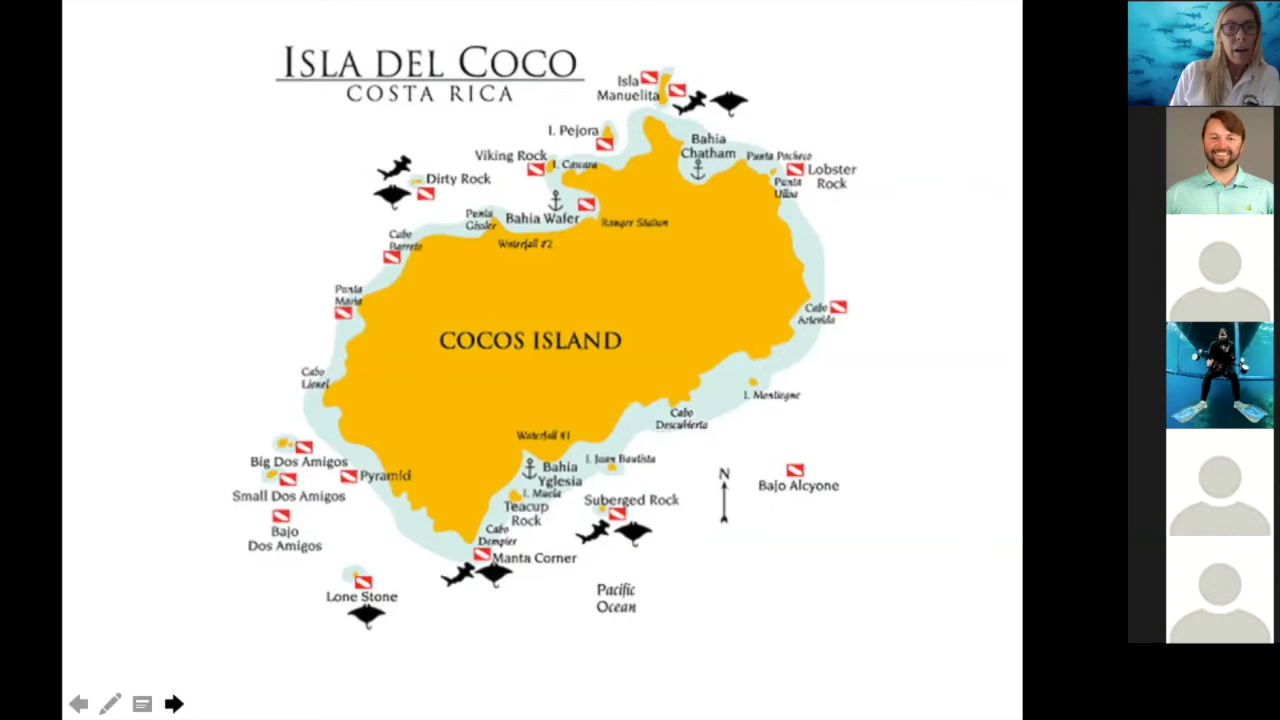 ISLA DEL COCO
COSTA RICA
Isla
Manuelita
I. Pejora
Bahia
Chatham
Punta Pacheco
Viking Rock
I. Cascara
Lobster
Rock
Dirty Rock
Punta
Ulloa
Punta
Gissler
Bahia Wafer
Ranger Station
Cabo
Barreto
Waterfall #2
Punta
Maria
Cabo
Atrevida
COCOS ISLAND
Cabo
Lionel
I. Montagne
Cabo
Descubierta
Waterfall #1
Big Dos Amigos
Pyramid
Bahia
Yglesia
I. Juan Bautista
N
Bajo Alcyone
Small Dos Amigos
I. Muela
Suberged Rock
Teacup
Rock
Bajo
Dos Amigos
Cabo
Dampier
Manta Corner
Lone Stone
Pacific
Ocean